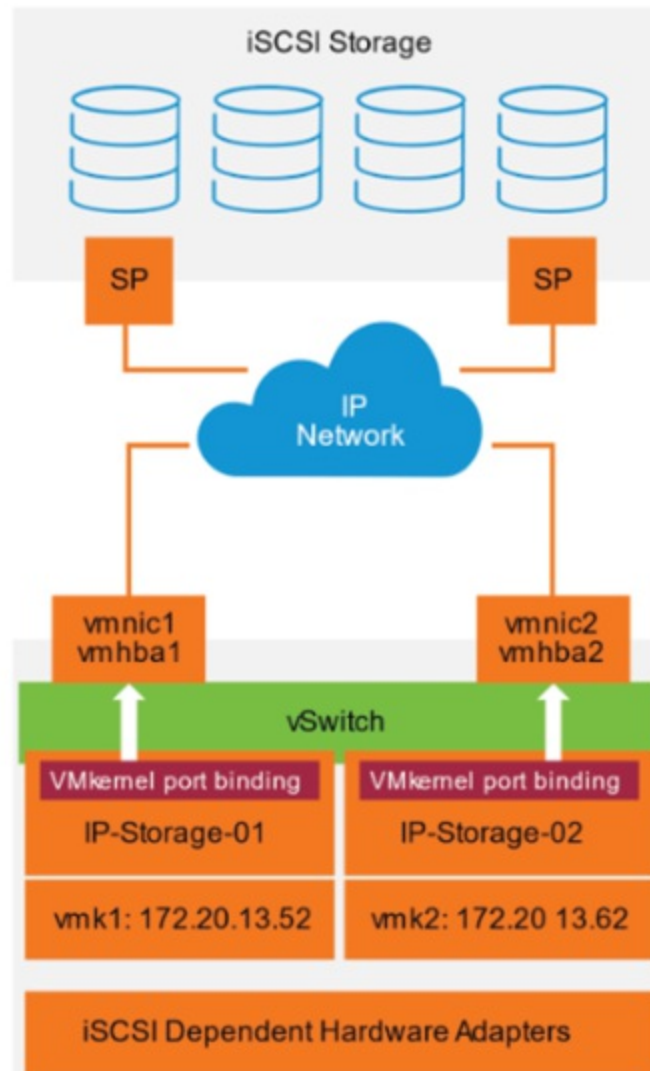 iSCSI Storage
SP
SP
IP
Network
vmnic1
vmhba1
vmnic2
vmhba2
vSwitch
VMkernel port binding
VMkernel port binding
IP-Storage-01
IP-Storage-02
vmk1: 172.20.13.52
vmk2: 172.20 13.62
iSCSI Dependent Hardware Adapters